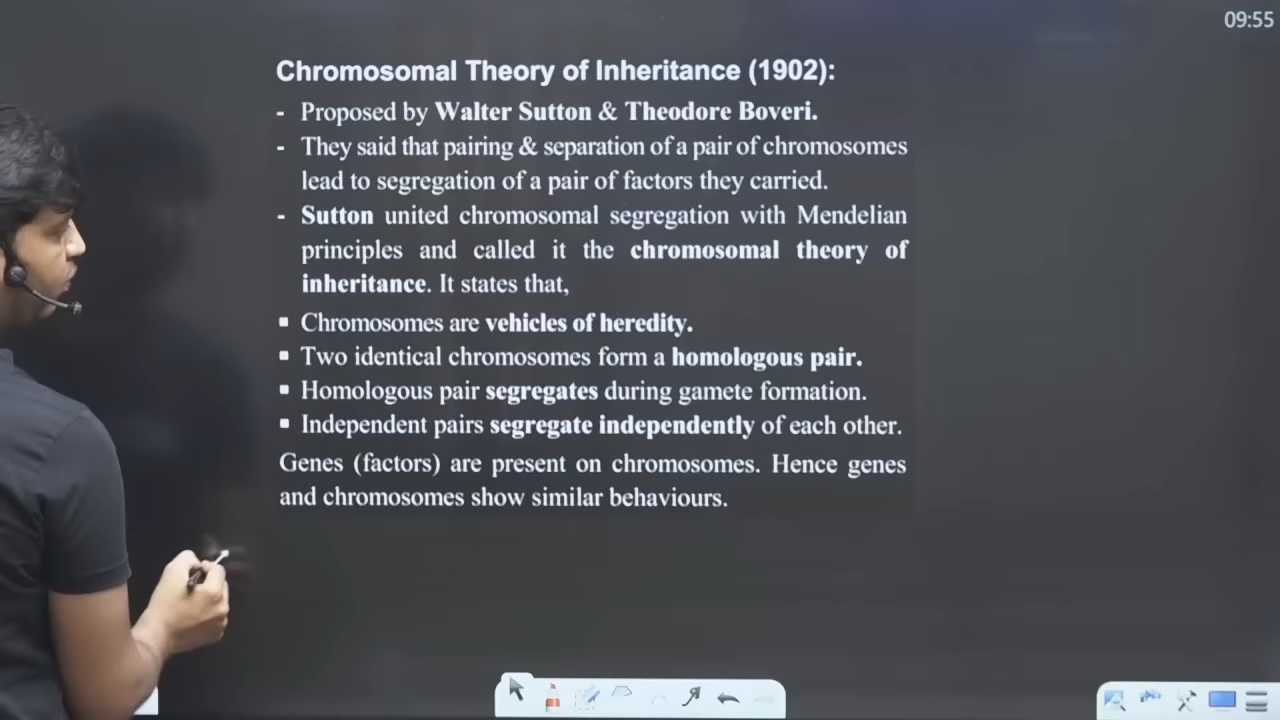 09:55
Chromosomal Theory of Inheritance (1902):
- Proposed by Walter Sutton & Theodore Boveri.
- They said that pairing & separation of a pair of chromosomes
lead to segregation of a pair of factors they carried.
- Sutton united chromosomal segregation with Mendelian
principles and called it the chromosomal theory of
inheritance. It states that,
▪ Chromosomes are vehicles of heredity.
▪ Two identical chromosomes form a homologous pair.
▪ Homologous pair segregates during gamete formation.
▪ Independent pairs segregate independently of each other.
Genes (factors) are present on chromosomes. Hence genes
and chromosomes show similar behaviours.